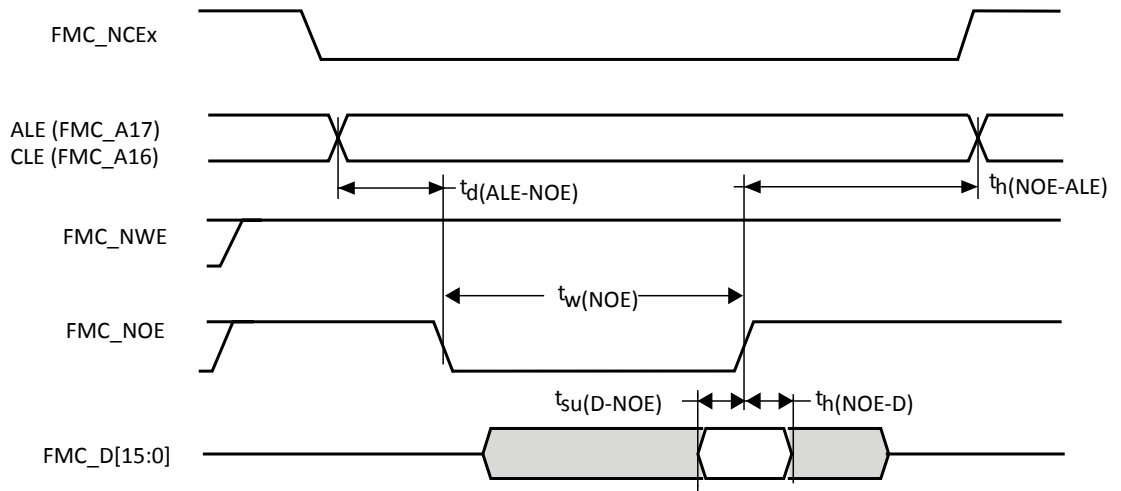 FMC_NCEx
ALE (FMC_A17)
CLE (FMC_A16)
td(ALE-NOE)
th(NOE-ALE)
FMC_NWE
tw(NOE)
FMC_NOE
tsu(D-NOE)
th(NOE-D)
FMC_D[15:0]